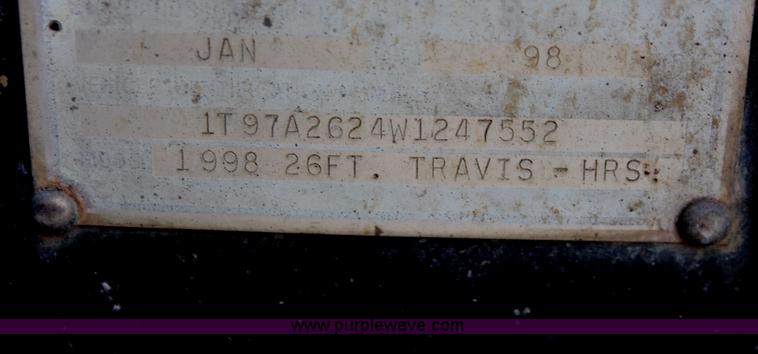 JAN 98
1T97A2624W1247552
1998 26FT. TRAVIS - HRS.
www.purplewave.com